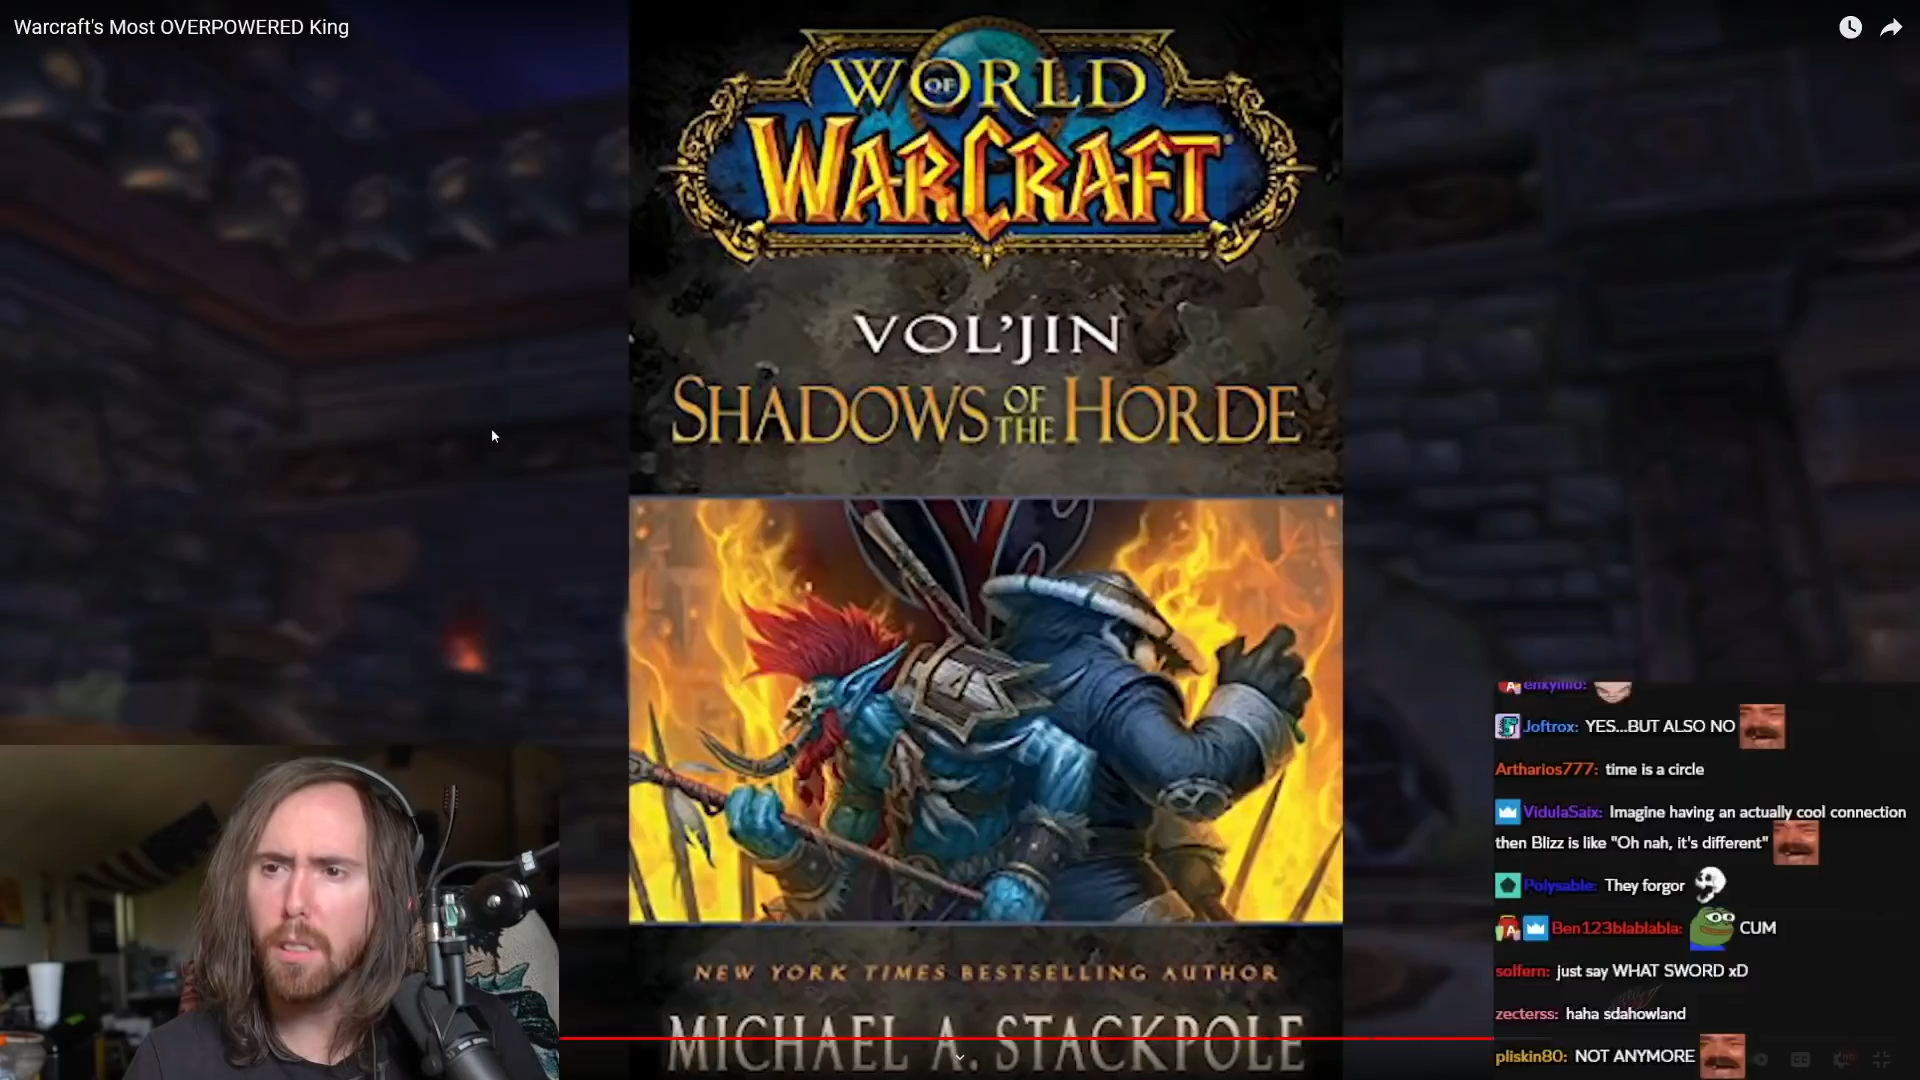 Warcraft's Most OVERPOWERED King
WORLD
OF
WARCRAFT
VOL'JIN
SHADOWS OF THE HORDE
NEW YORK TIMES BESTSELLING AUTHOR
MICHAEL A. STACKPOLE
Joftrox: YES...BUT ALSO NO
Artharios777: time is a circle
VidulaSaix: Imagine having an actually cool connection
then Blizz is like "Oh nah, it's different"
Polysable: They forgor
Ben123blablabla: CUM
solfern: just say WHAT SWORD xD
zecterss: haha sdahowland
pliskin80: NOT ANYMORE